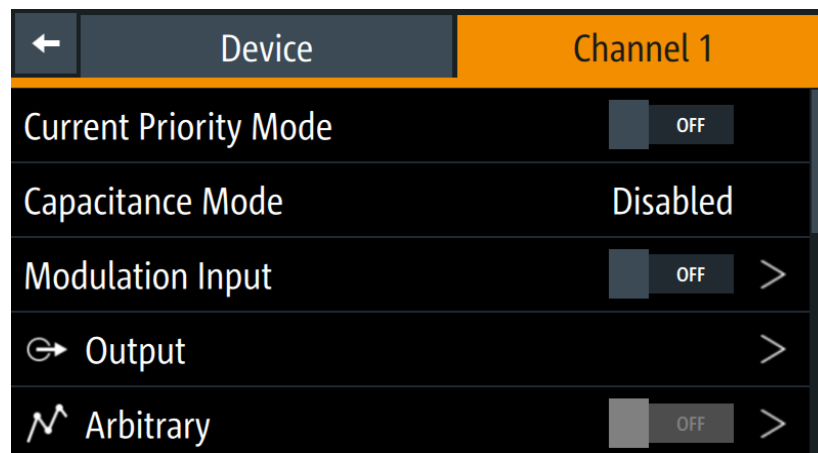 Device Channel 1
Current Priority Mode OFF
Capacitance Mode Disabled
Modulation Input OFF
Output
Arbitrary OFF